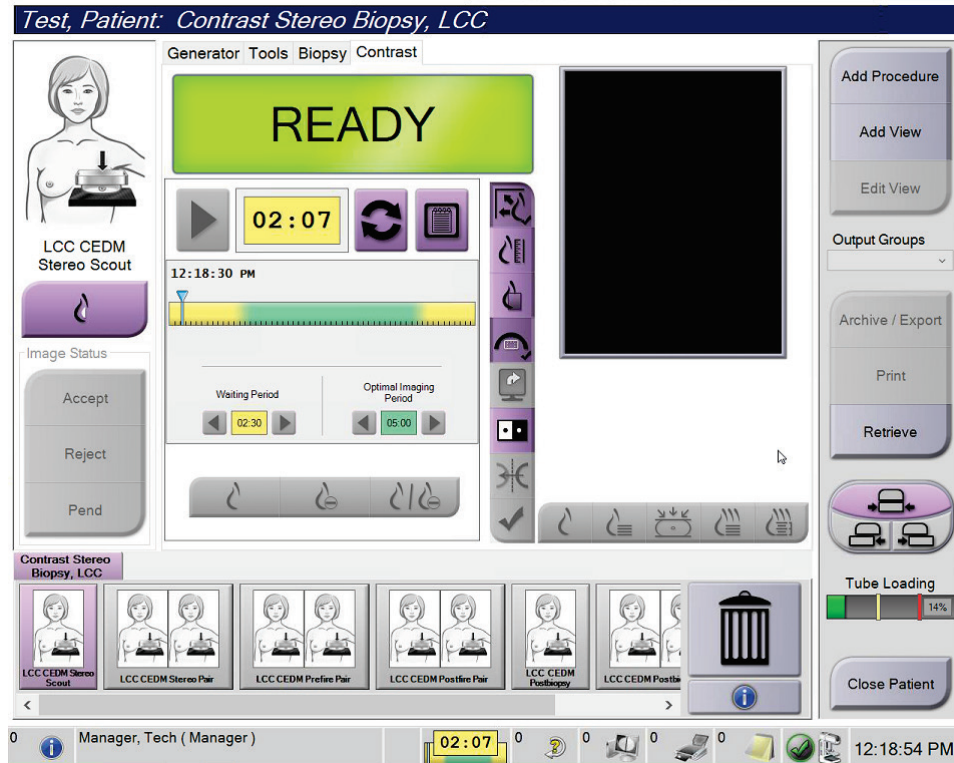 Test, Patient: Contrast Stereo Biopsy, LCC
Generator Tools Biopsy Contrast
READY
LCC CEDM
Stereo Scout
02:07
12:18:30 PM
Waiting Period
Optimal Imaging
Period
02:30
05:00
Image Status
Accept
Reject
Pend
Add Procedure
Add View
Edit View
Output Groups
Archive / Export
Print
Retrieve
Tube Loading
14%
Close Patient
Contrast Stereo
Biopsy, LCC
LCC CEDM Stereo
Scout
LCC CEDM Stereo Pair
LCC CEDM Prefire Pair
LCC CEDM Postfire Pair
LCC CEDM
Postbiopsy
LCC CEDM Postbi
0
Manager, Tech ( Manager )
02:07
0
0
0
0
12:18:54 PM